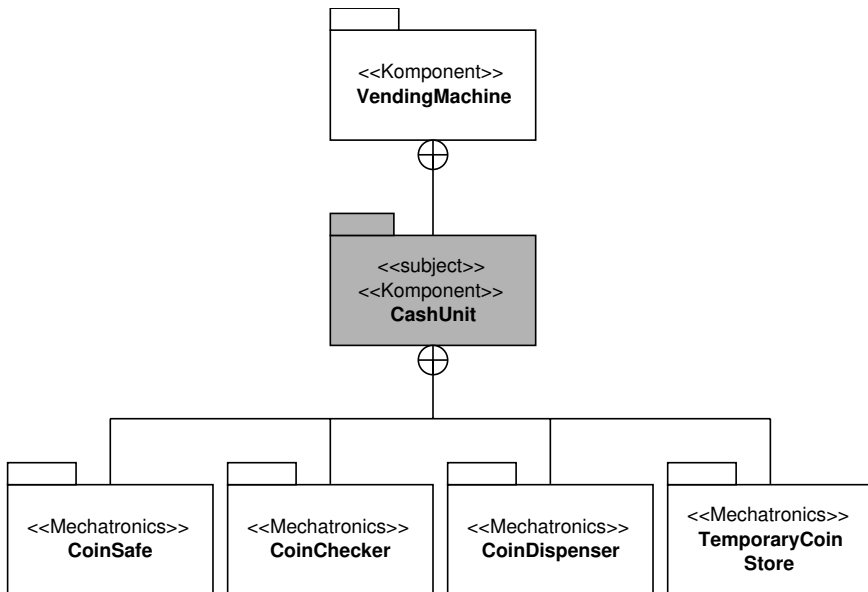 <<Komponent>>
VendingMachine
<<subject>>
<<Komponent>>
CashUnit
<<Mechatronics>>
CoinSafe
<<Mechatronics>>
CoinChecker
<<Mechatronics>>
CoinDispenser
<<Mechatronics>>
TemporaryCoin
Store